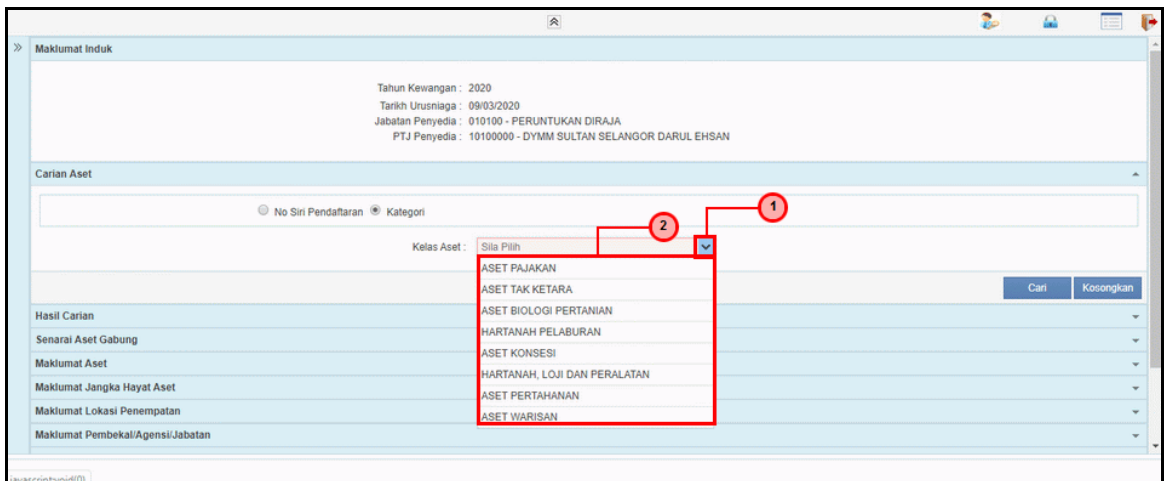 Maklumat Induk
Tahun Kewangan : 2020
Tarikh Urusniaga : 09/03/2020
Jabatan Penyedia : 010100 - PERUNTUKAN DIRAJA
PTJ Penyedia : 10100000 - DYMM SULTAN SELANGOR DARUL EHSAN
Carian Aset
No Siri Pendaftaran Kategori
1
2
Kelas Aset : Sila Pilih
ASET PAJAKAN
ASET TAK KETARA
ASET BIOLOGI PERTANIAN
HARTANAH PELABURAN
ASET KONSESI
HARTANAH, LOJI DAN PERALATAN
ASET PERTAHANAN
ASET WARISAN
Cari Kosongkan
Hasil Carian
Senarai Aset Gabung
Maklumat Aset
Maklumat Jangka Hayat Aset
Maklumat Lokasi Penempatan
Maklumat Pembekal/Agensi/Jabatan